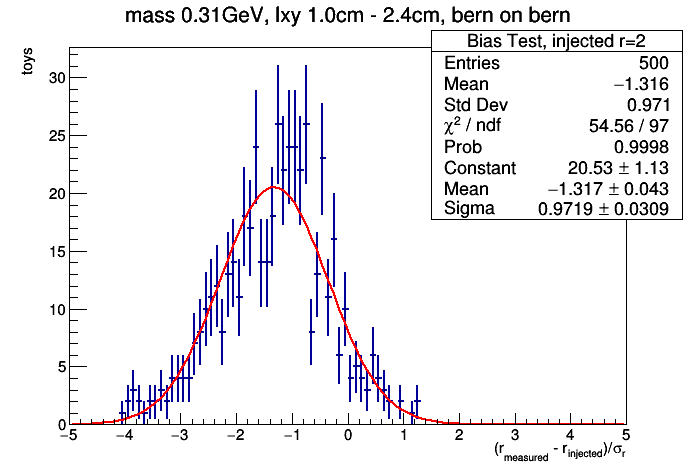 mass 0.31GeV, lxy 1.0cm - 2.4cm, bern on bern
toys
Bias Test, injected r=2
Entries 500
Mean −1.316
Std Dev 0.971
χ² / ndf 54.56 / 97
Prob 0.9998
Constant 20.53 ± 1.13
Mean −1.317 ± 0.043
Sigma 0.9719 ± 0.0309
30
25
20
15
10
5
0
−5 −4 −3 −2 −1 0 1 2 3 4 5
(r_measured - r_injected)/σ_r